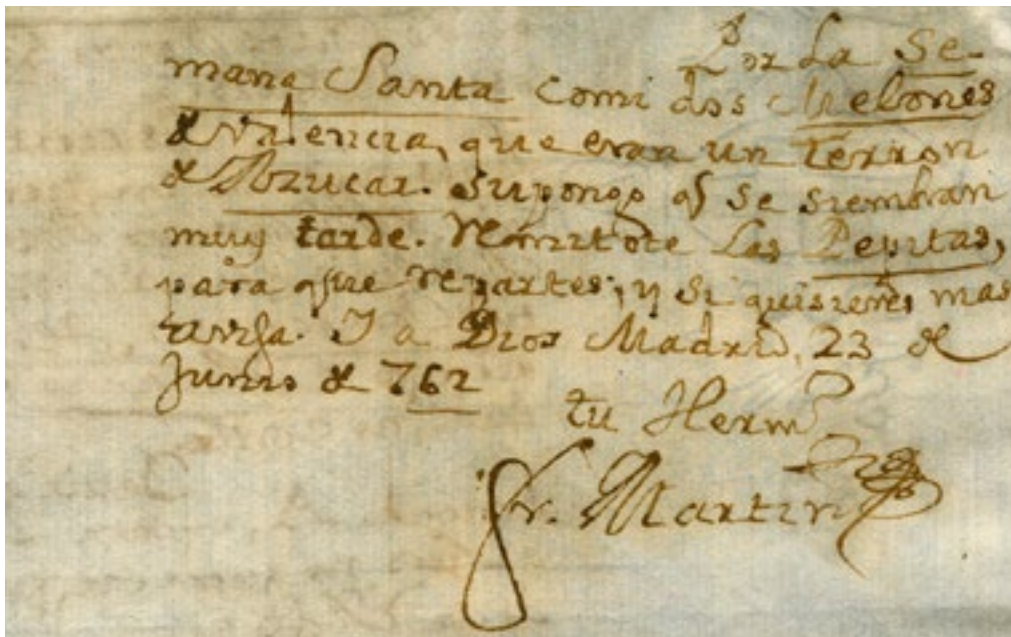 Por La Se-
mana Santa comi dos Melones
de Valencia, que eran un Terron
de Azucar. Supongo q̃ se siembran
muy tarde. Remitote Las Pepitas,
para que repartes, y si quisieres mas
avisa. Y a Dios Madrid, 23 de
Junio de 762
tu Herm.o
Fr. Martin